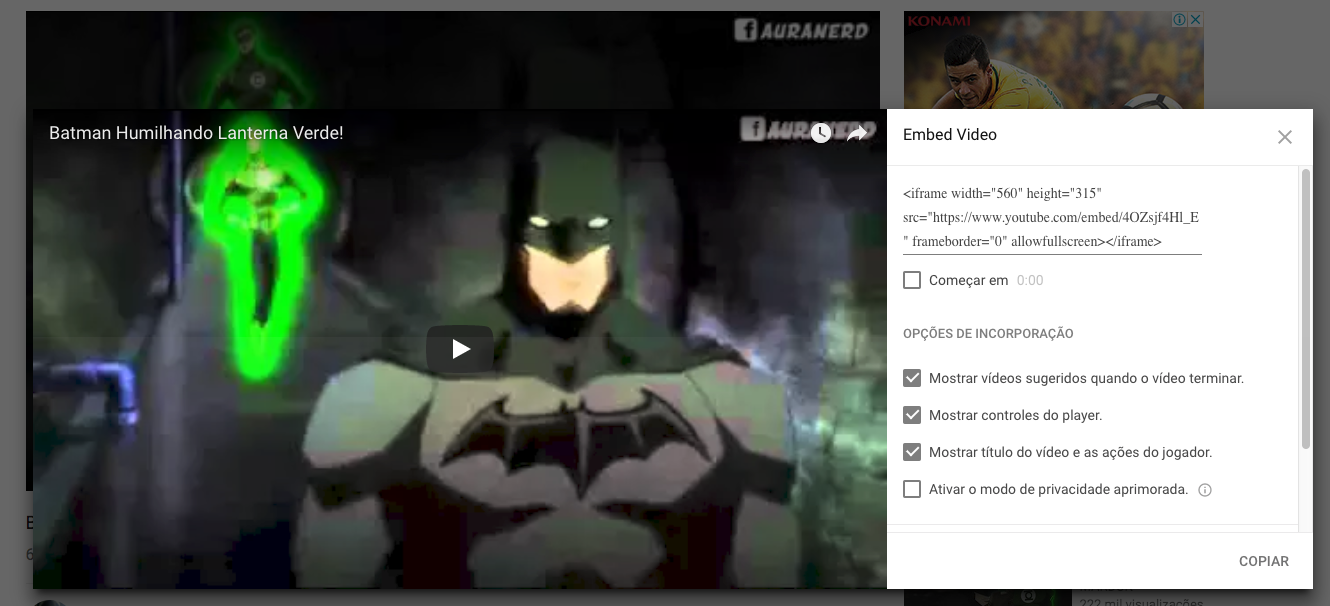 AURANERD
KONAMI
Batman Humilhando Lanterna Verde!
AURANERD
Embed Video
<iframe width="560" height="315"
src="https://www.youtube.com/embed/4OZsjf4Hl_E
" frameborder="0" allowfullscreen></iframe>
Começar em 0:00
OPÇÕES DE INCORPORAÇÃO
Mostrar vídeos sugeridos quando o vídeo terminar.
Mostrar controles do player.
Mostrar título do vídeo e as ações do jogador.
Ativar o modo de privacidade aprimorada.
COPIAR
222 mil visualizações